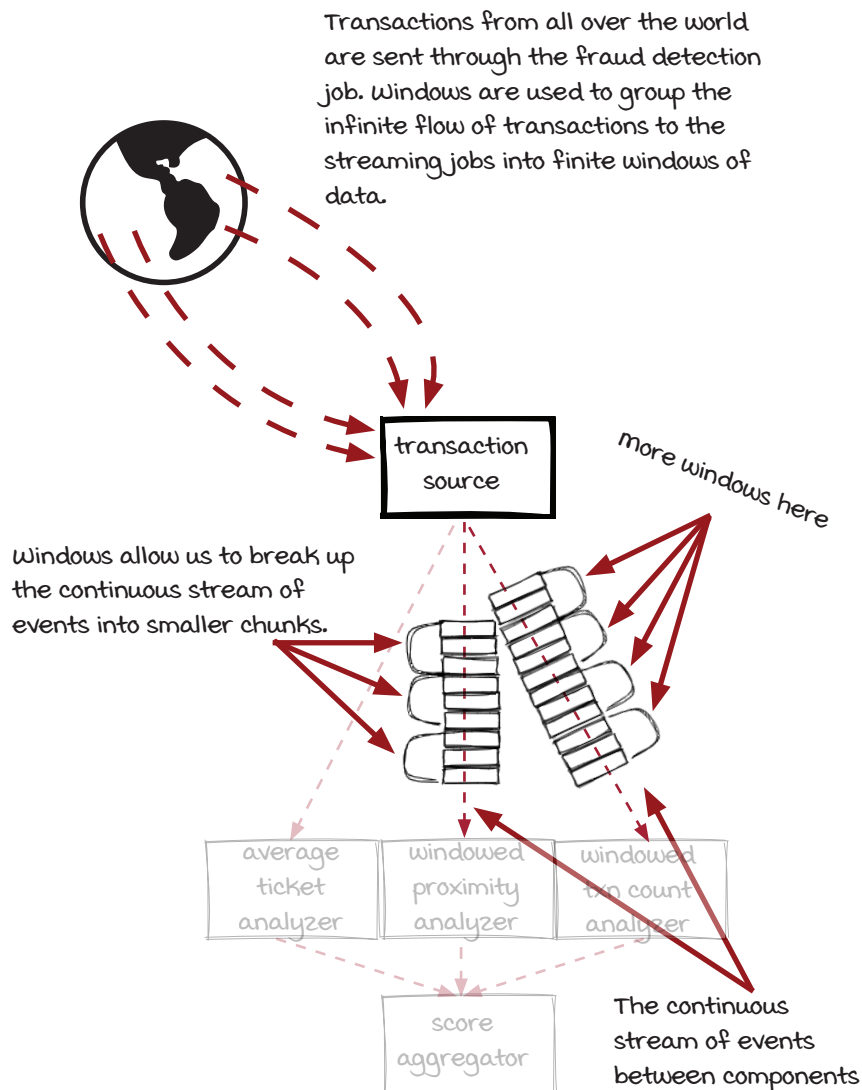 Transactions from all over the world
are sent through the fraud detection
job. Windows are used to group the
infinite flow of transactions to the
streaming jobs into finite windows of
data.
transaction
source
more windows here
Windows allow us to break up
the continuous stream of
events into smaller chunks.
average
ticket
analyzer
windowed
proximity
analyzer
windowed
txn count
analyzer
score
aggregator
The continuous
stream of events
between components